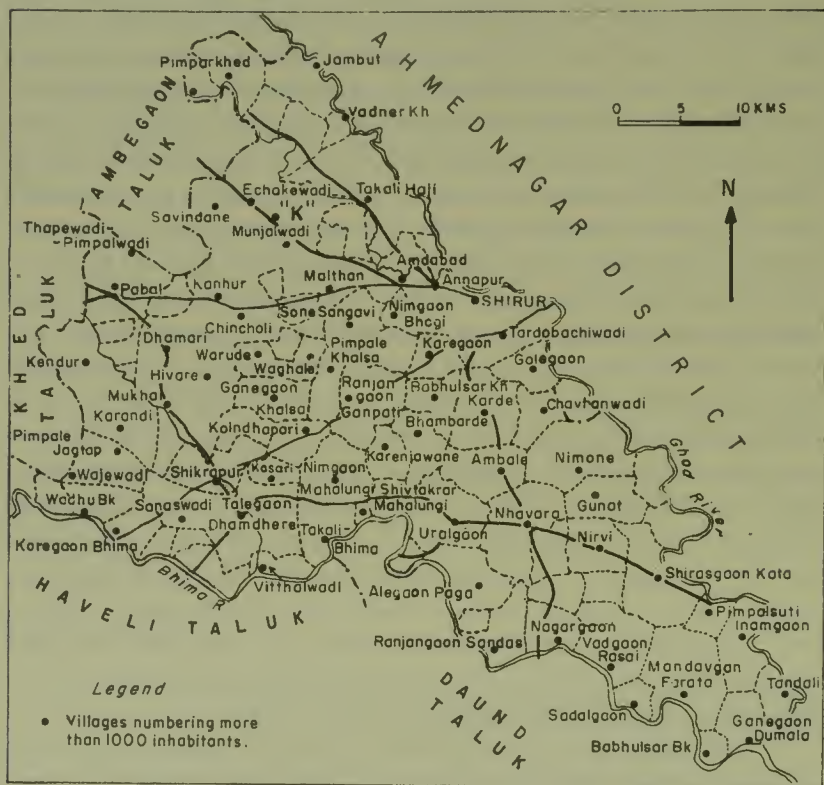 AHMEDNAGAR DISTRICT
AMBEGAON
TALUK
KHED
TALUK
HAVELI TALUK
DAUND
TALUK
0 5 10 KMS
N
Pimparkhed
Jambut
Vadner Kh
Echakewadi
"K"
Takali Haji
Savindane
Munjalwadi
Thapewadi-
-Pimpalwadi
Amdabad
Annapur
Pabal
Kanhur
Malthan
SHIRUR
Chincholi
Sone Sangavi
Nimgaon
Bhogi
Tardobachiwadi
Dhamari
Warude
Waghale
Pimpale
Khalsa
Karegaon
Golegaon
Kendur
Hivare
Ganegaon
Khalsa
Ranjan
gaon
Ganpati
Babhulsar Kh
Karde
Chavhanwadi
Mukhai
Karandi
Koindhapari
Bhambarde
Pimpale
Jagtap
Karenjawane
Ambale
Nimone
Ghod River
Wajewadi
Shikrapur
Kasari
Nimgaon
Mahalungi
Shivtakrar
Mahalungi
Gunat
Wadhu Bk
Sanaswadi
Talegaon
Dhamdhere
Takali-
Bhima
Uralgaon
Nhavara
Nirvi
Koregaon Bhima
Bhima R.
Vitthalwadi
Alegaon Paga
Shirasgaon Kata
Pimpalsuti
Inamgaon
Ranjangaon Sandas
Nagargaon
Vadgaon
Rasai
Mandavgan
Farata
Tandali
Sadalgaon
Ganegaon
Dumala
Babhulsar Bk
Legend
• Villages numbering more
than 1000 inhabitants.